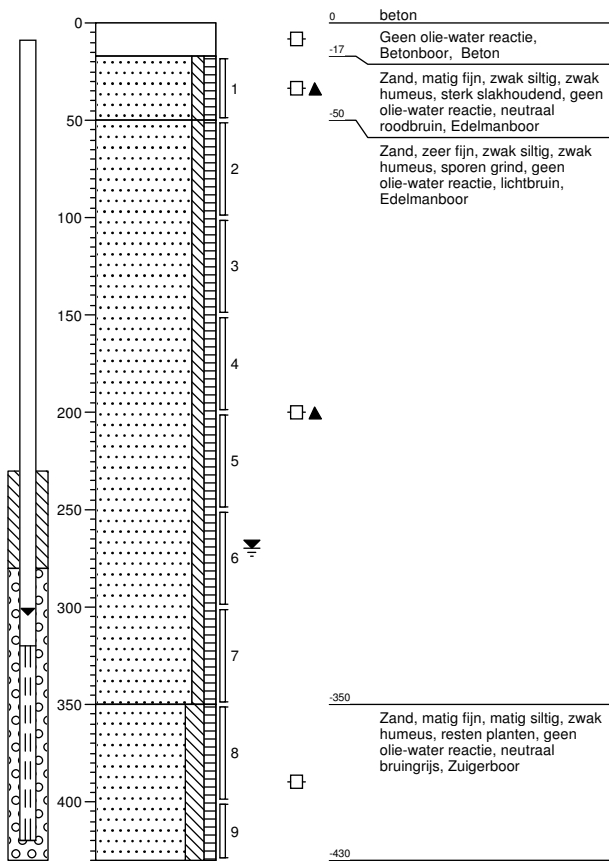 0
50
100
150
200
250
300
350
400
1
2
3
4
5
6
7
8
9
0 beton
Geen olie-water reactie,
Betonboor, Beton
-17
Zand, matig fijn, zwak siltig, zwak
humeus, sterk slakhoudend, geen
olie-water reactie, neutraal
roodbruin, Edelmanboor
-50
Zand, zeer fijn, zwak siltig, zwak
humeus, sporen grind, geen
olie-water reactie, lichtbruin,
Edelmanboor
-350
Zand, matig fijn, matig siltig, zwak
humeus, resten planten, geen
olie-water reactie, neutraal
bruingrijs, Zuigerboor
-430